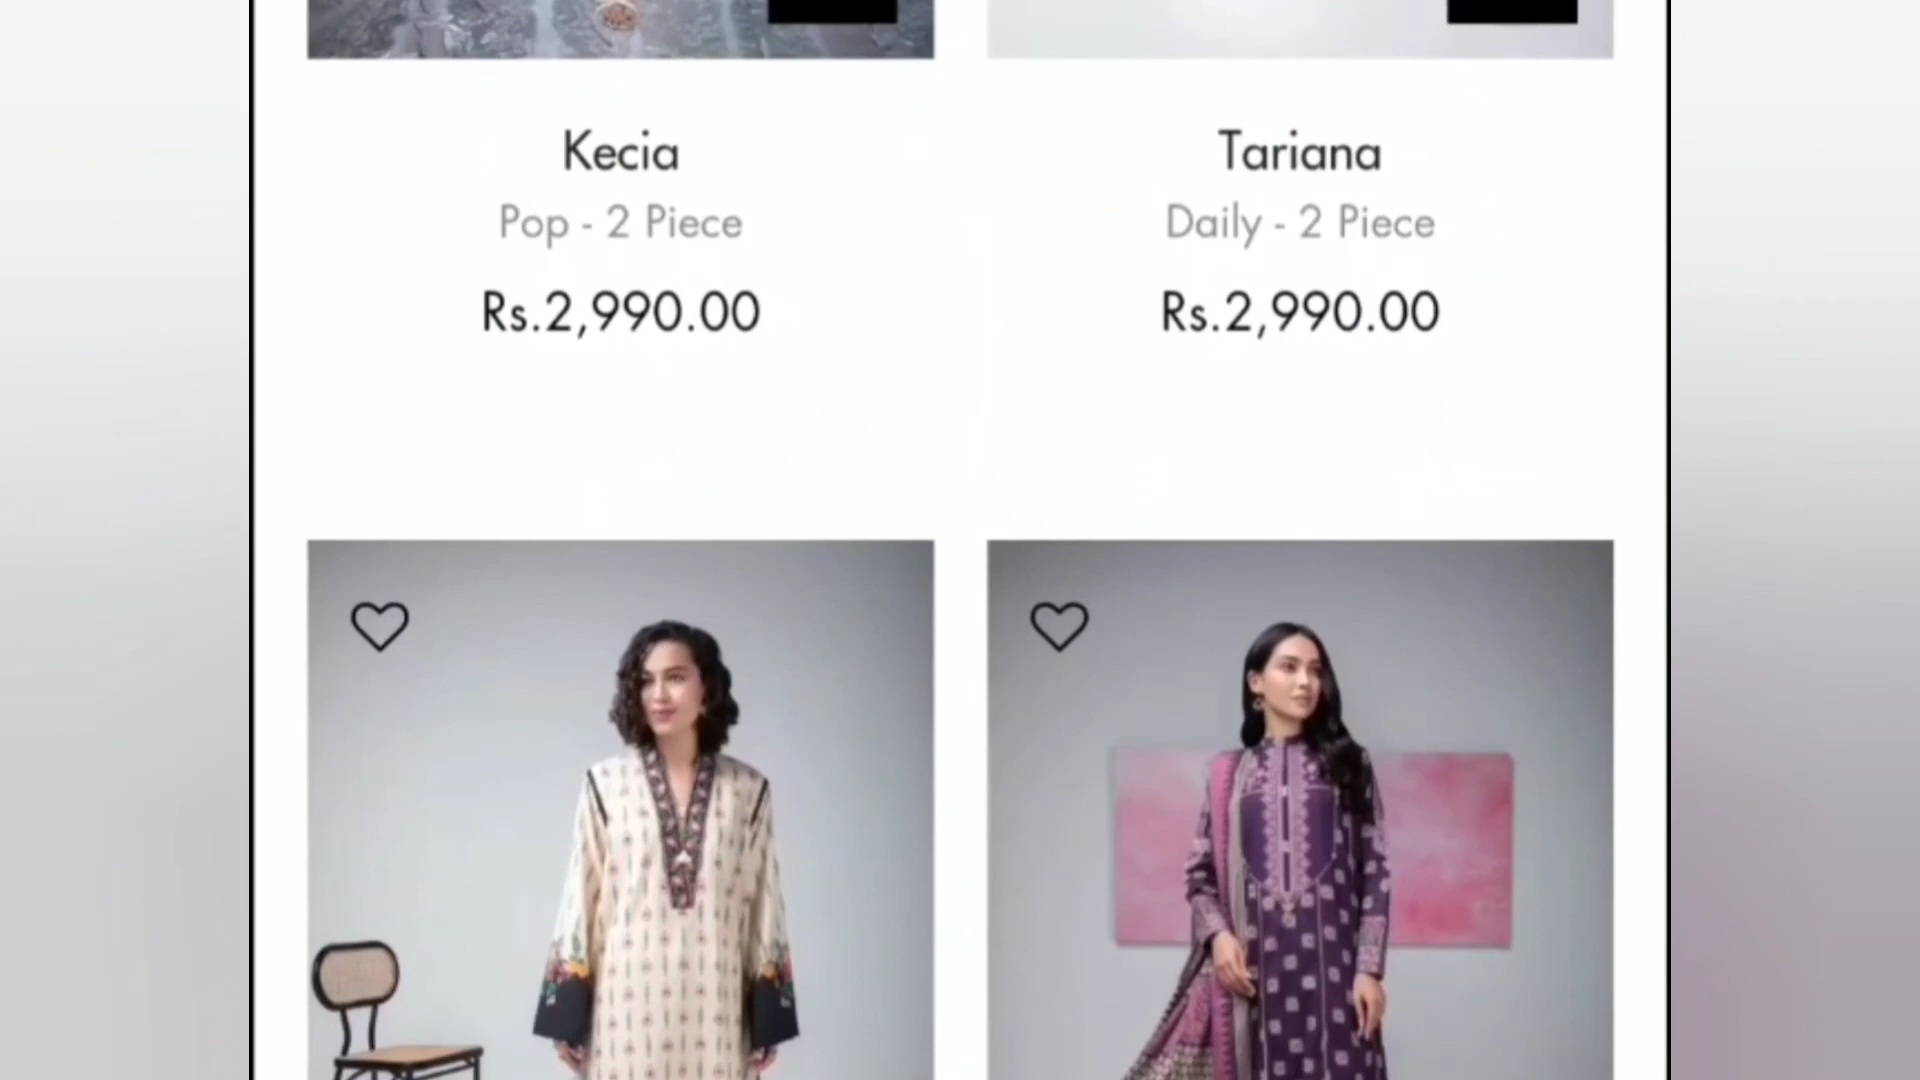 Kecia
Pop - 2 Piece
Rs.2,990.00
Tariana
Daily - 2 Piece
Rs.2,990.00